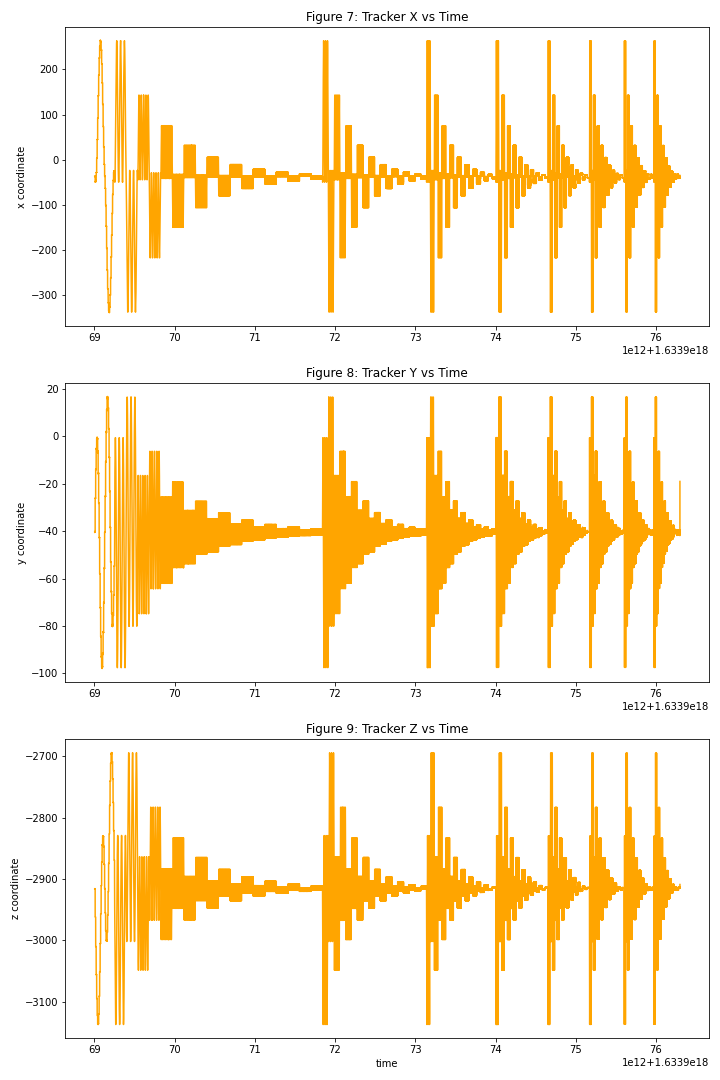 Figure 7: Tracker X vs Time
200
100
0
−100
−200
−300
x coordinate
69 70 71 72 73 74 75 76
1e12+1.6339e18
Figure 8: Tracker Y vs Time
20
0
−20
−40
−60
−80
−100
y coordinate
69 70 71 72 73 74 75 76
1e12+1.6339e18
Figure 9: Tracker Z vs Time
−2700
−2800
−2900
−3000
−3100
z coordinate
69 70 71 72 73 74 75 76
time
1e12+1.6339e18